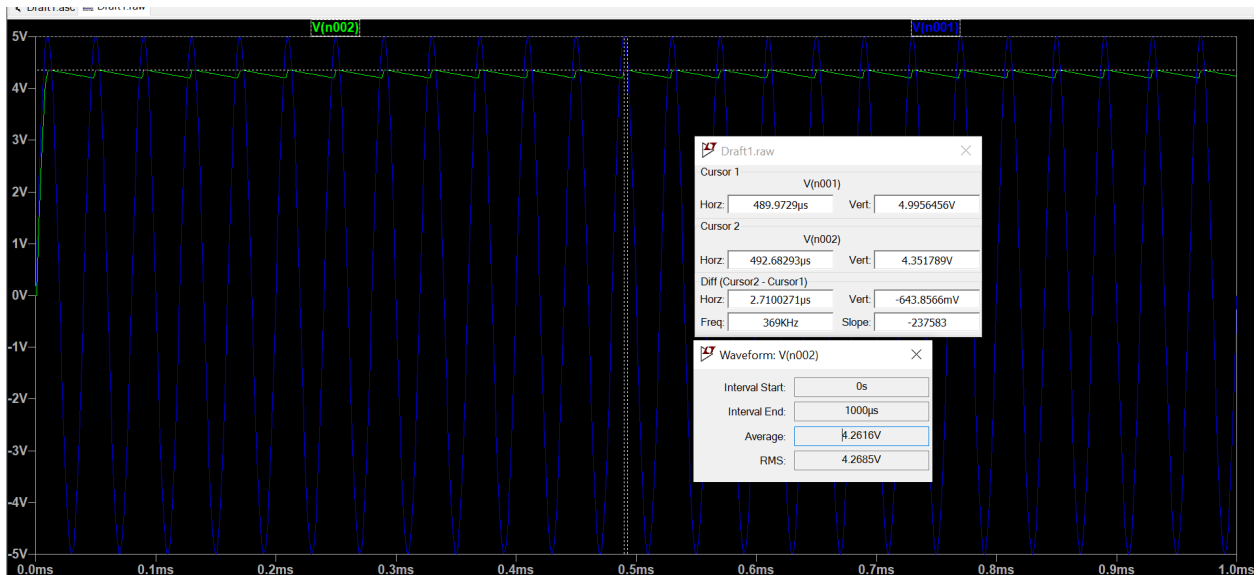 Draft1.asc Draft1.raw
V(n002) V(n001)
5V
4V
3V
2V
1V
0V
-1V
-2V
-3V
-4V
-5V
0.0ms 0.1ms 0.2ms 0.3ms 0.4ms 0.5ms 0.6ms 0.7ms 0.8ms 0.9ms 1.0ms
Draft1.raw
Cursor 1
V(n001)
Horz: 489.9729µs Vert: 4.9956456V
Cursor 2
V(n002)
Horz: 492.68293µs Vert: 4.351789V
Diff (Cursor2 - Cursor1)
Horz: 2.7100271µs Vert: -643.8566mV
Freq: 369KHz Slope: -237583
Waveform: V(n002)
Interval Start: 0s
Interval End: 1000µs
Average: 4.2616V
RMS: 4.2685V